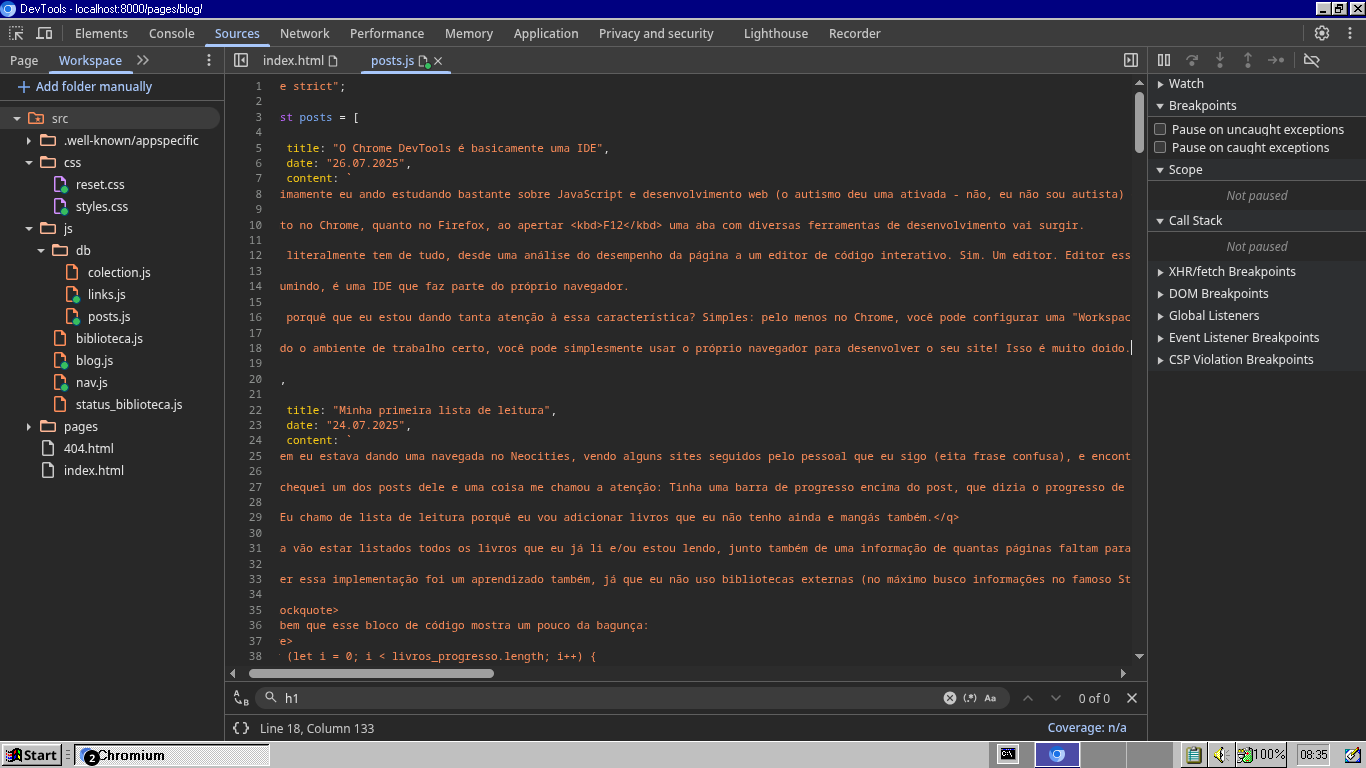 DevTools - localhost:8000/pages/blog/
Elements Console Sources Network Performance Memory Application Privacy and security Lighthouse Recorder
Page Workspace
index.html posts.js
Add folder manually
src
.well-known/appspecific
css
reset.css
styles.css
js
db
colection.js
links.js
posts.js
biblioteca.js
blog.js
nav.js
status_biblioteca.js
pages
404.html
index.html
1 e strict";
2
3 st posts = [
4
5 title: "O Chrome DevTools é basicamente uma IDE",
6 date: "26.07.2025",
7 content: `
8 imamente eu ando estudando bastante sobre JavaScript e desenvolvimento web (o autismo deu uma ativada - não, eu não sou autista)
9
10 to no Chrome, quanto no Firefox, ao apertar <kbd>F12</kbd> uma aba com diversas ferramentas de desenvolvimento vai surgir.
11
12 literalmente tem de tudo, desde uma análise do desempenho da página a um editor de código interativo. Sim. Um editor. Editor ess
13
14 umindo, é uma IDE que faz parte do próprio navegador.
15
16 porquê que eu estou dando tanta atenção à essa característica? Simples: pelo menos no Chrome, você pode configurar uma "Workspac
17
18 do o ambiente de trabalho certo, você pode simplesmente usar o próprio navegador para desenvolver o seu site! Isso é muito doido.
19
20 ,
21
22 title: "Minha primeira lista de leitura",
23 date: "24.07.2025",
24 content: `
25 em eu estava dando uma navegada no Neocities, vendo alguns sites seguidos pelo pessoal que eu sigo (eita frase confusa), e encont
26
27 chequei um dos posts dele e uma coisa me chamou a atenção: Tinha uma barra de progresso encima do post, que dizia o progresso de
28
29 Eu chamo de lista de leitura porquê eu vou adicionar livros que eu não tenho ainda e mangás também.</q>
30
31 a vão estar listados todos os livros que eu já li e/ou estou lendo, junto também de uma informação de quantas páginas faltam para
32
33 er essa implementação foi um aprendizado também, já que eu não uso bibliotecas externas (no máximo busco informações no famoso St
34
35 ockquote>
36 bem que esse bloco de código mostra um pouco da bagunça:
37 e>
38 (let i = 0; i < livros_progresso.length; i++) {
h1
(.*) Aa
0 of 0
{} Line 18, Column 133
Coverage: n/a
Watch
Breakpoints
Pause on uncaught exceptions
Pause on caught exceptions
Scope
Not paused
Call Stack
Not paused
XHR/fetch Breakpoints
DOM Breakpoints
Global Listeners
Event Listener Breakpoints
CSP Violation Breakpoints
Start
2 Chromium
100%
08:35